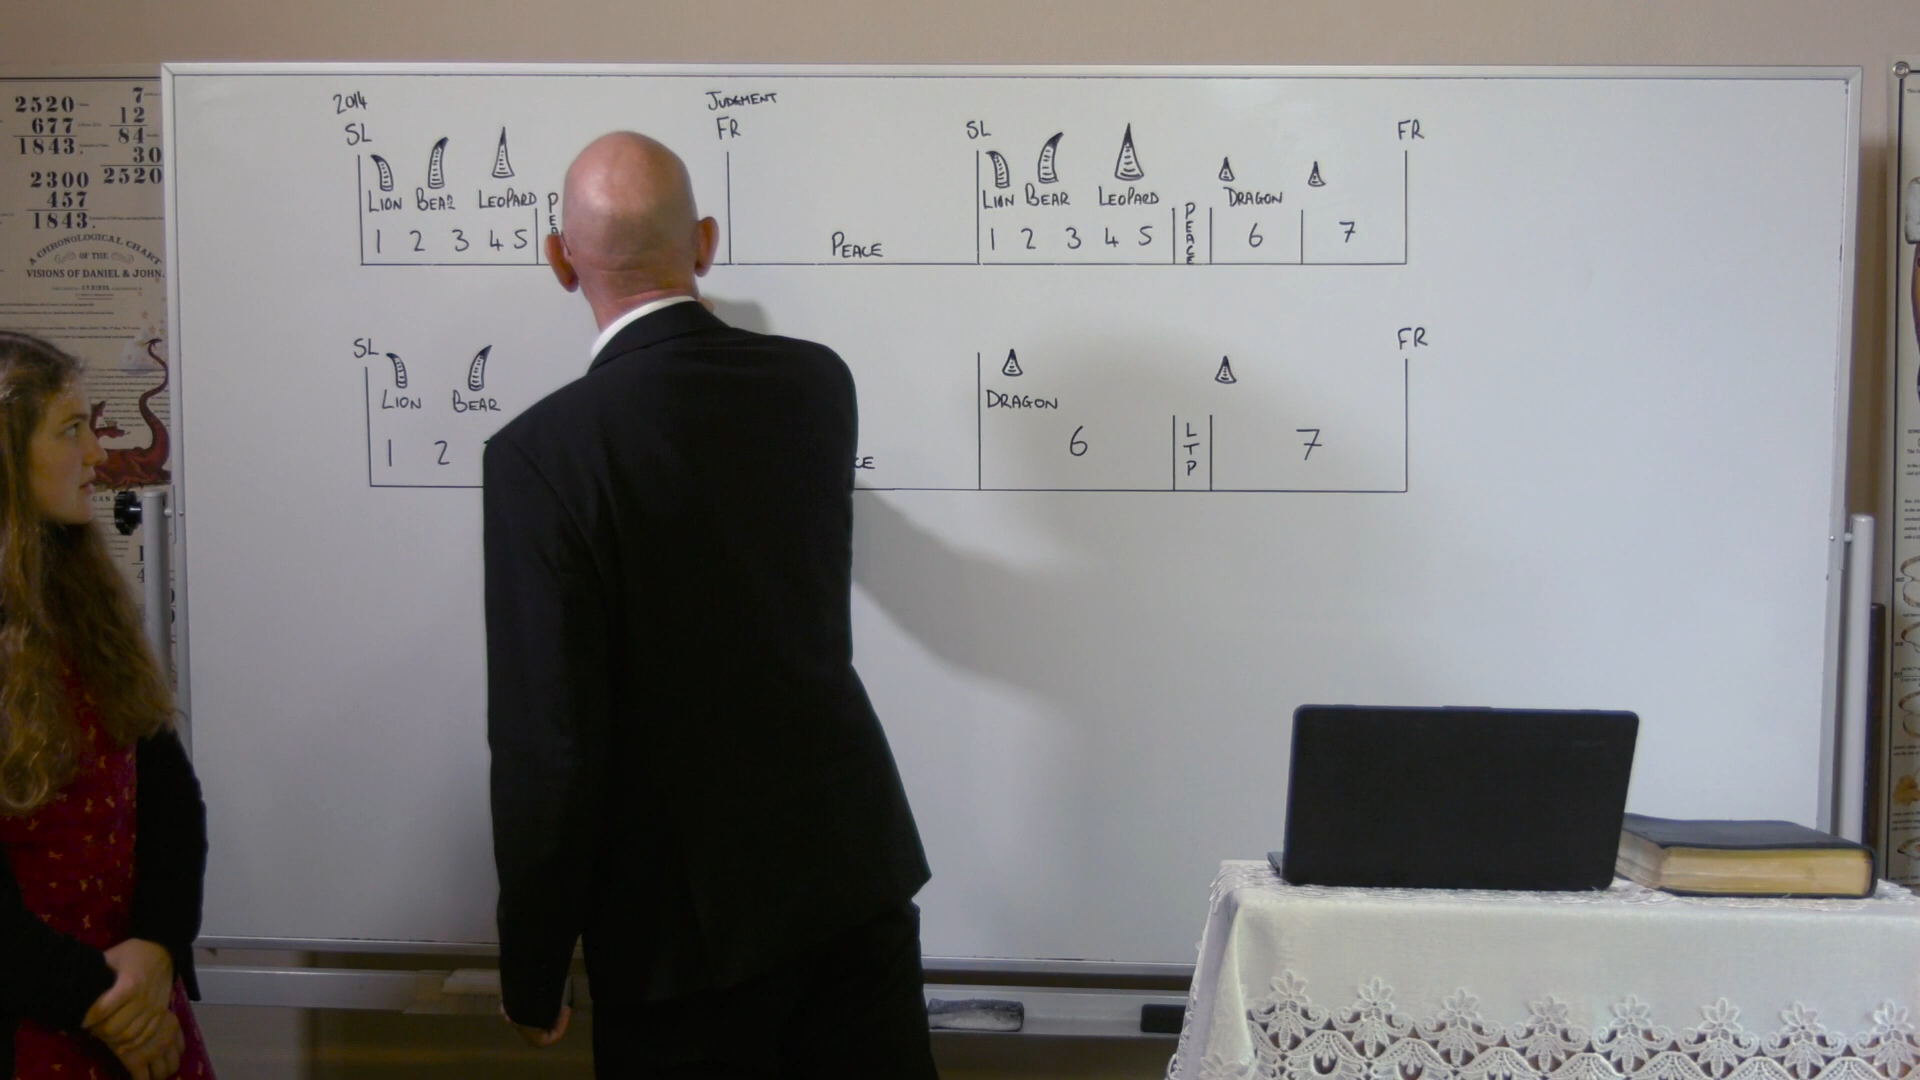 2520
677
1843.
2300
457
1843.
7
12
84
30
2520
A CHRONOLOGICAL CHART
OF THE
VISIONS OF DANIEL & JOHN
2014
JUDGMENT
SL
FR
SL
FR
LION BEAR LEOPARD
LION BEAR LEOPARD
DRAGON
1 2 3 4 5
PEACE
1 2 3 4 5
PEACE
6
7
SL
FR
LION BEAR
DRAGON
1 2
6
LTP
7